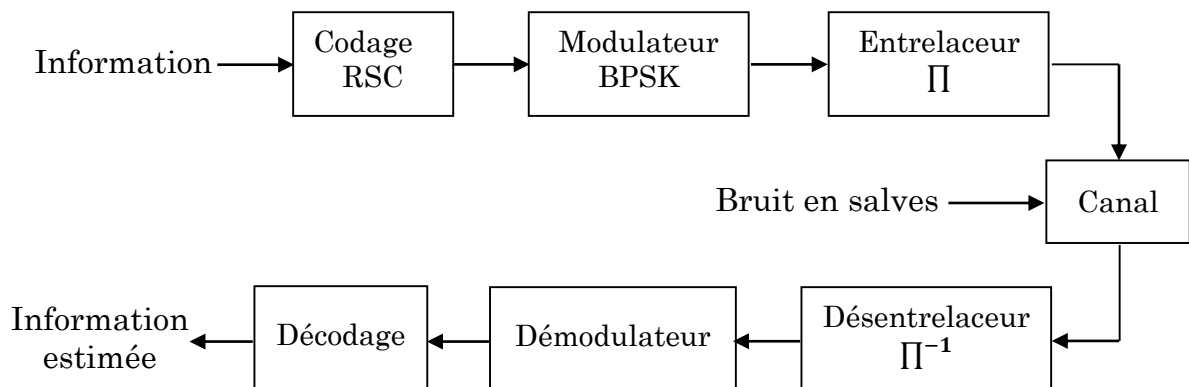 Information
Codage
RSC
Modulateur
BPSK
Entrelaceur
∏
Bruit en salves
Canal
Information
estimée
Décodage
Démodulateur
Désentrelaceur
∏⁻¹